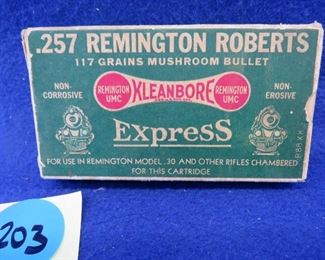 .257 REMINGTON ROBERTS
117 GRAINS MUSHROOM BULLET
NON-
CORROSIVE
REMINGTON
UMC
KLEANBORE
REMINGTON
UMC
NON-
EROSIVE
Express
FOR USE IN REMINGTON MODEL .30 AND OTHER RIFLES CHAMBERED
FOR THIS CARTRIDGE
203